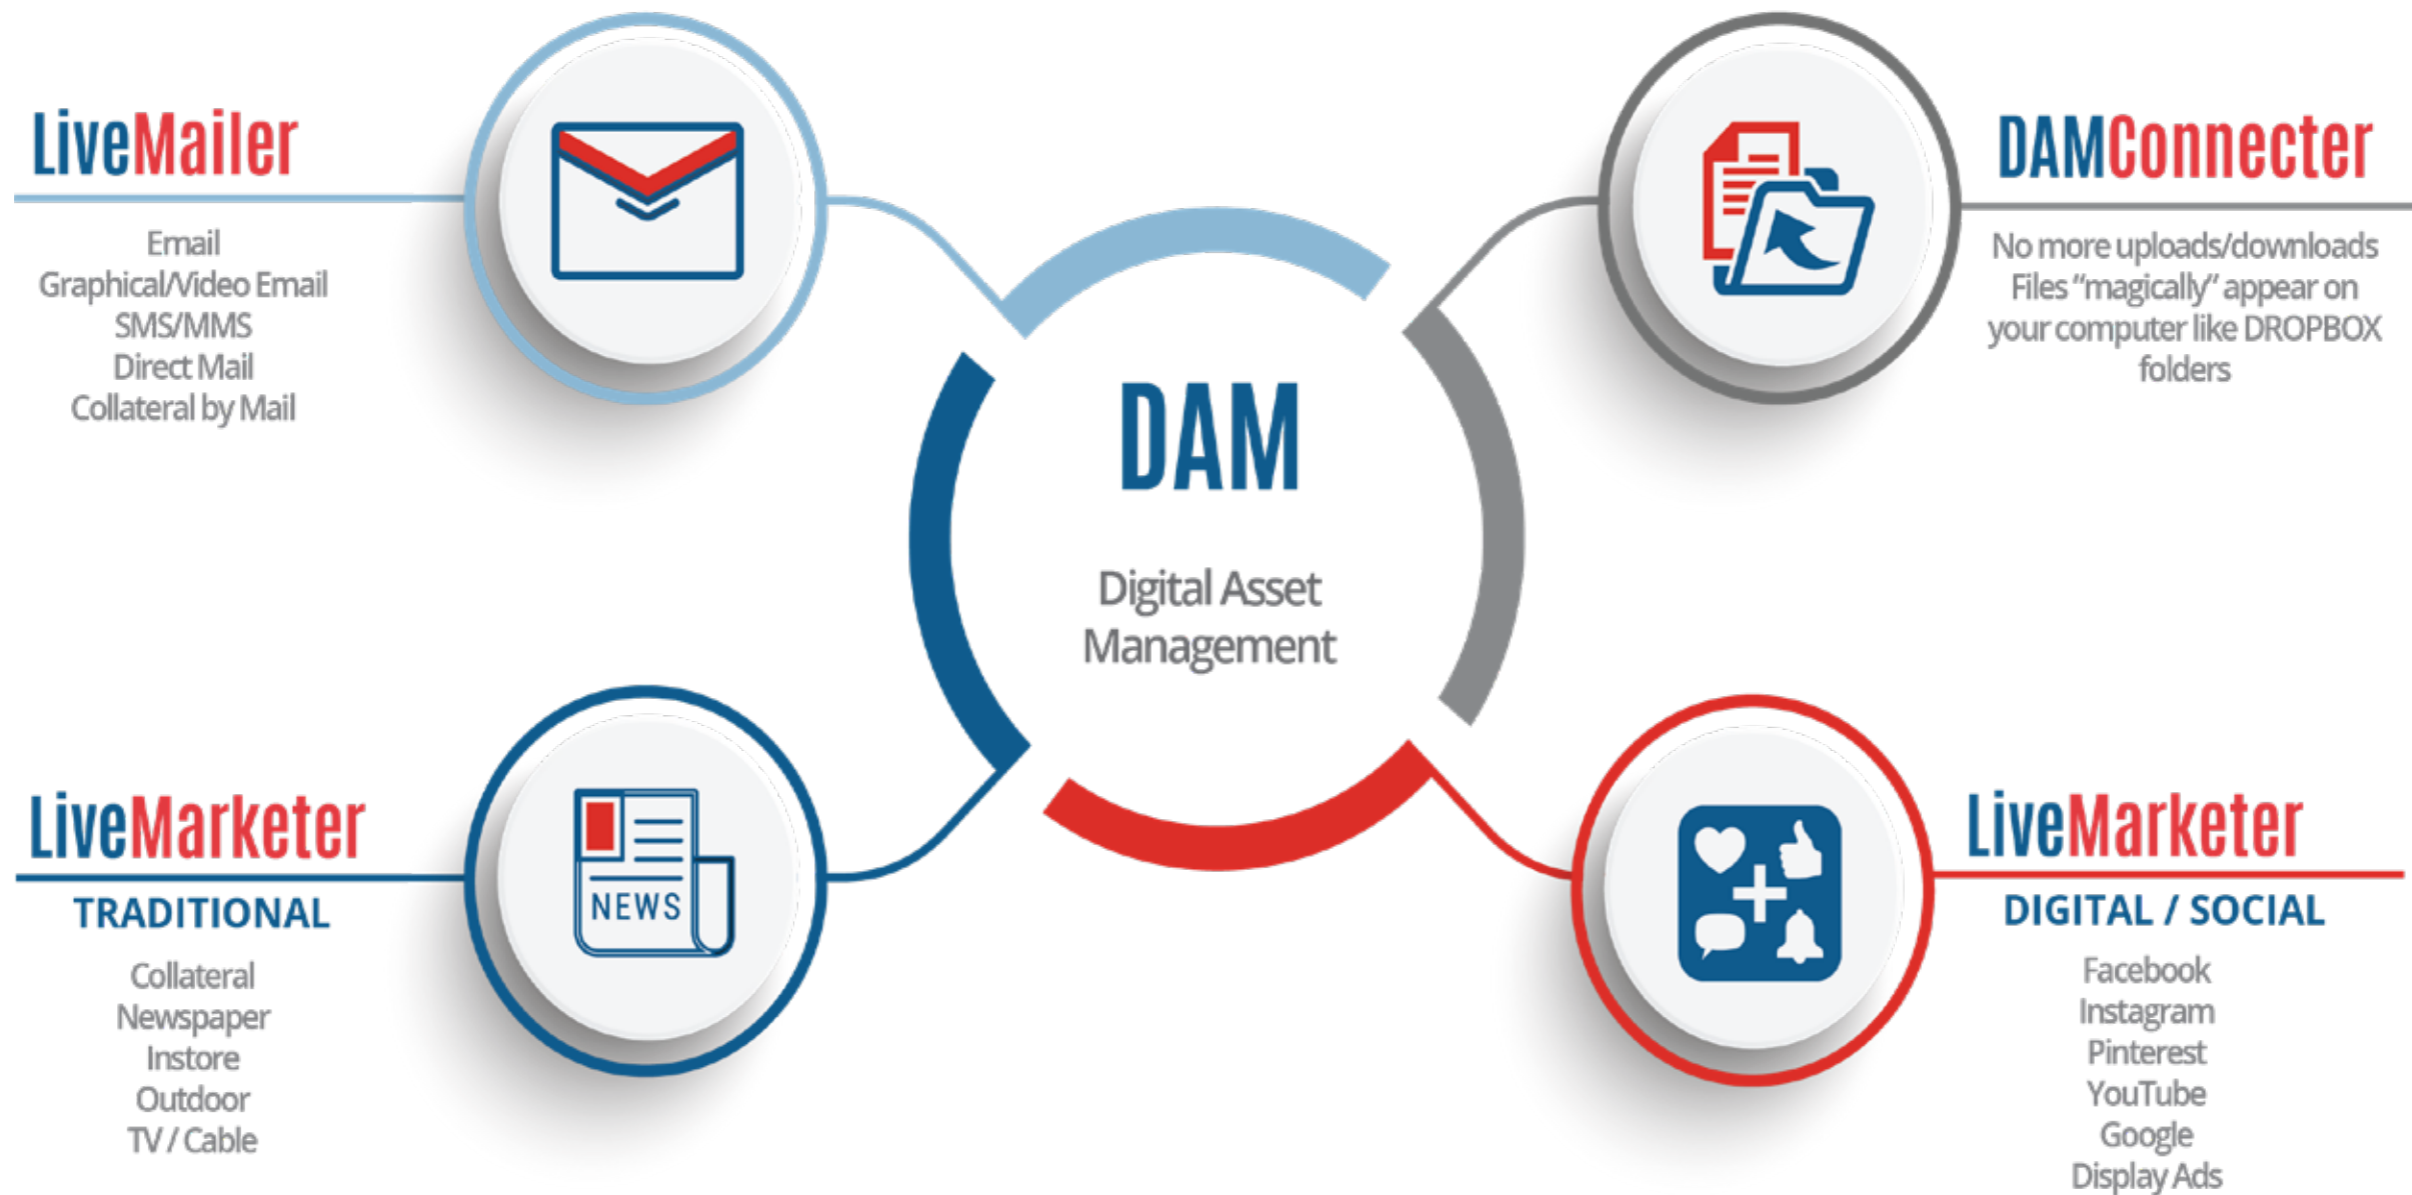 LiveMailer
Email
Graphical/Video Email
SMS/MMS
Direct Mail
Collateral by Mail
DAMConnecter
No more uploads/downloads
Files “magically” appear on
your computer like DROPBOX
folders
DAM
Digital Asset
Management
LiveMarketer
TRADITIONAL
Collateral
Newspaper
Instore
Outdoor
TV / Cable
NEWS
LiveMarketer
DIGITAL / SOCIAL
Facebook
Instagram
Pinterest
YouTube
Google
Display Ads